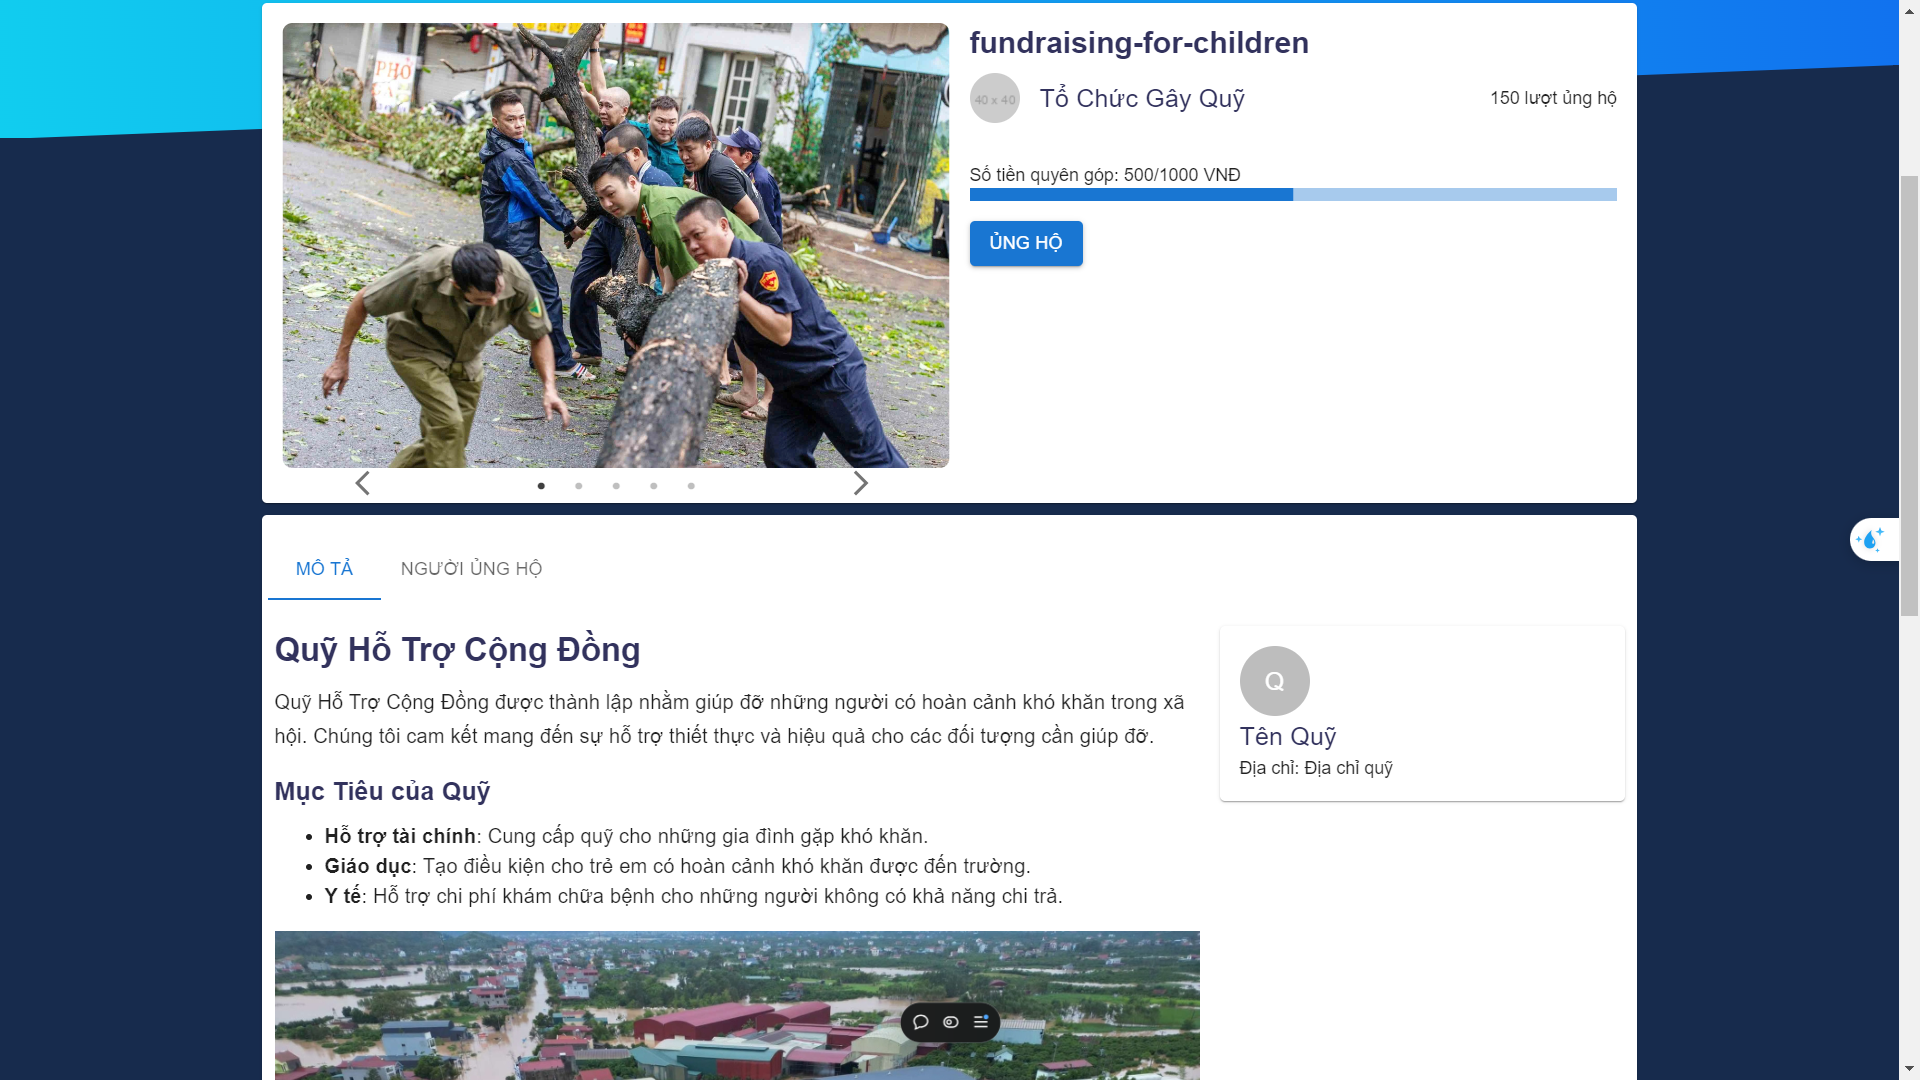 PHỞ
fundraising-for-children
40 x 40
Tổ Chức Gây Quỹ
150 lượt ủng hộ
Số tiền quyên góp: 500/1000 VNĐ
ỦNG HỘ
MÔ TẢ
NGƯỜI ỦNG HỘ
Quỹ Hỗ Trợ Cộng Đồng
Quỹ Hỗ Trợ Cộng Đồng được thành lập nhằm giúp đỡ những người có hoàn cảnh khó khăn trong xã
hội. Chúng tôi cam kết mang đến sự hỗ trợ thiết thực và hiệu quả cho các đối tượng cần giúp đỡ.
Mục Tiêu của Quỹ
• Hỗ trợ tài chính: Cung cấp quỹ cho những gia đình gặp khó khăn.
• Giáo dục: Tạo điều kiện cho trẻ em có hoàn cảnh khó khăn được đến trường.
• Y tế: Hỗ trợ chi phí khám chữa bệnh cho những người không có khả năng chi trả.
Q
Tên Quỹ
Địa chỉ: Địa chỉ quỹ